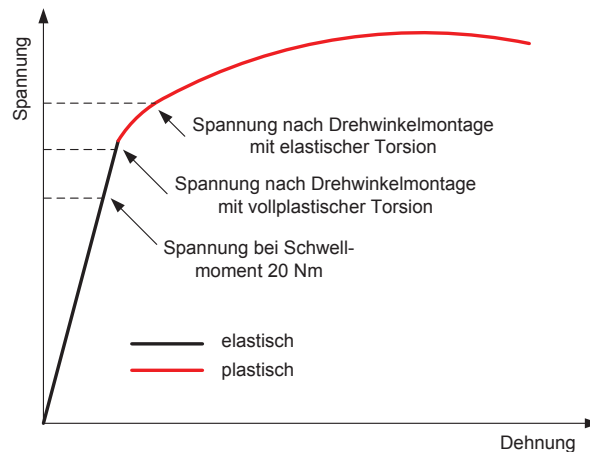 Spannung
Spannung nach Drehwinkelmontage
mit elastischer Torsion
Spannung nach Drehwinkelmontage
mit vollplastischer Torsion
Spannung bei Schwell-
moment 20 Nm
elastisch
plastisch
Dehnung